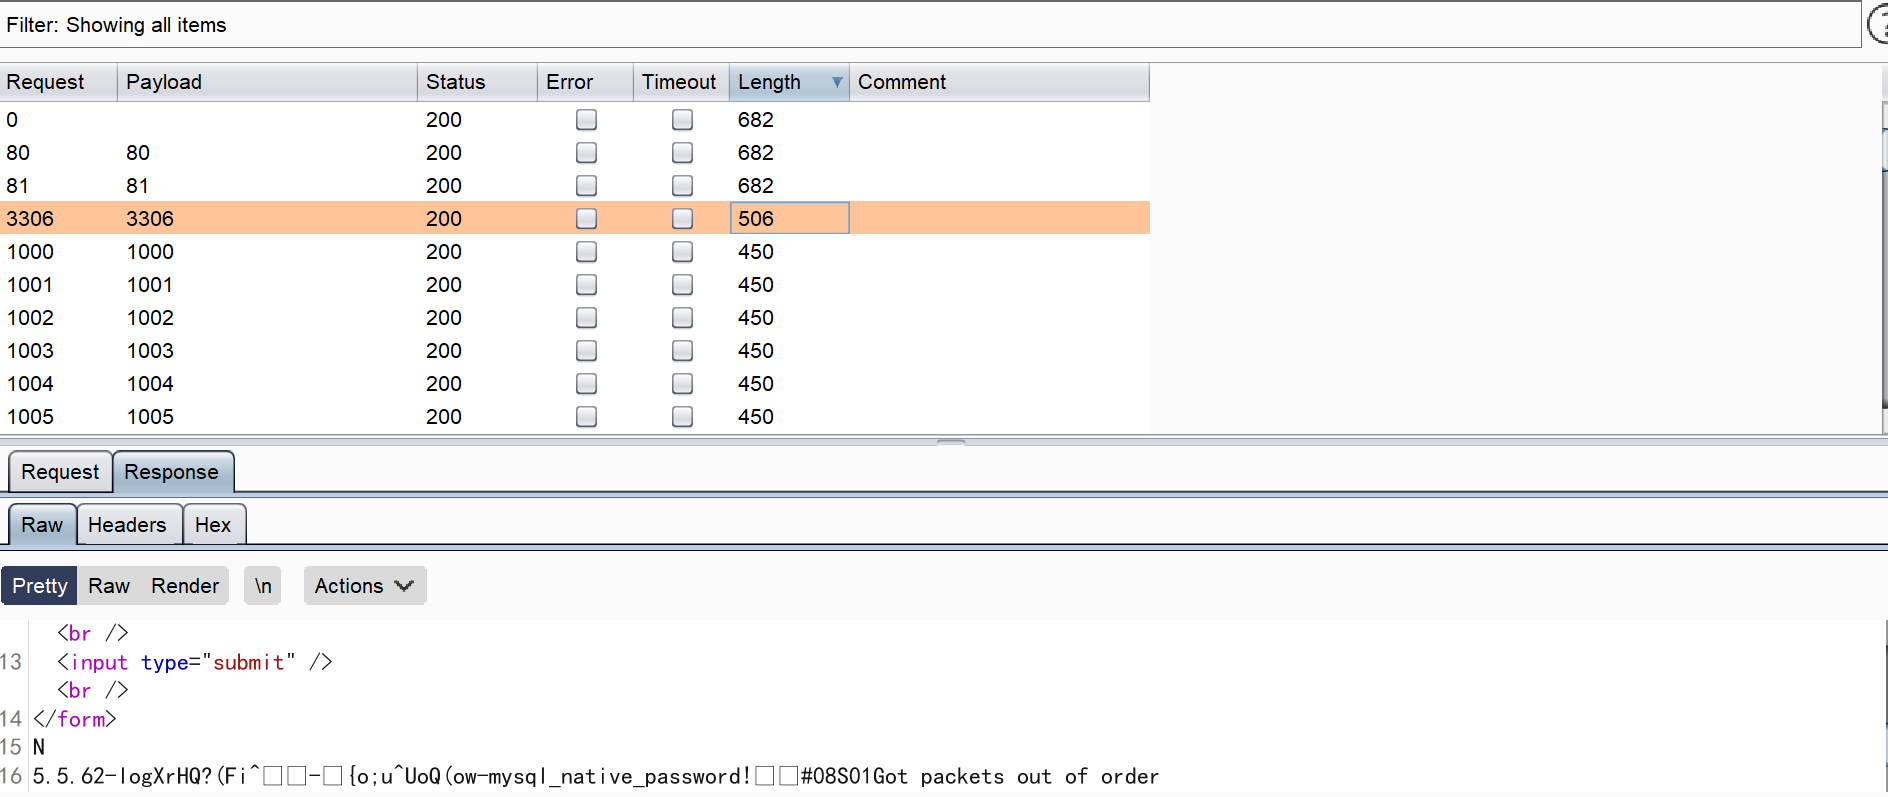 Filter: Showing all items
?
Request Payload Status Error Timeout Length Comment
0 200 682
80 80 200 682
81 81 200 682
3306 3306 200 506
1000 1000 200 450
1001 1001 200 450
1002 1002 200 450
1003 1003 200 450
1004 1004 200 450
1005 1005 200 450
Request Response
Raw Headers Hex
Pretty Raw Render \n Actions
<br />
13 <input type="submit" />
<br />
14 </form>
15 N
16 5.5.62-logXrHQ?(Fi^□□-□{o;u^UoQ(ow-mysql_native_password!□□#08S01Got packets out of order